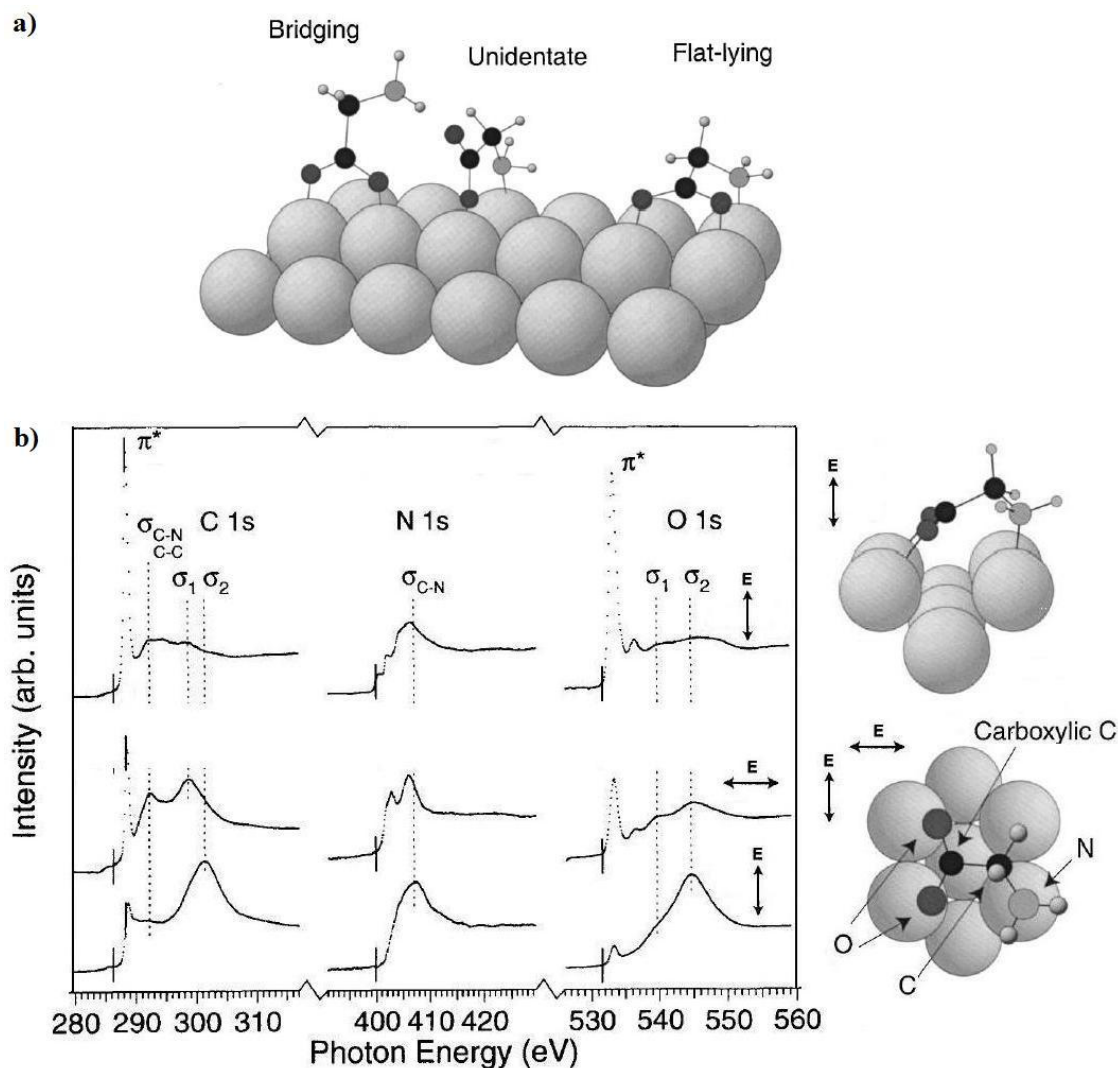 a)
Bridging
Unidentate
Flat-lying
b)
π*
π*
E
C 1s
N 1s
O 1s
σC-N
C-C
σ1
σ2
σC-N
σ1
σ2
E
E
E
Carboxylic C
E
E
N
O
C
Intensity (arb. units)
280 290 300 310 400 410 420 530 540 550 560
Photon Energy (eV)